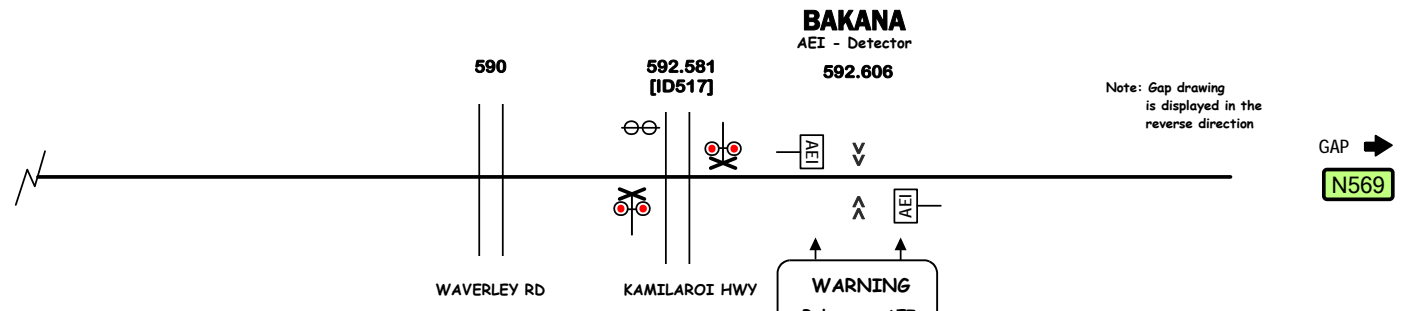 BAKANA
AEI - Detector
590
592.581
[ID517]
592.606
Note: Gap drawing
is displayed in the
reverse direction
GAP
N569
AEI
AEI
WAVERLEY RD
KAMILAROI HWY
WARNING